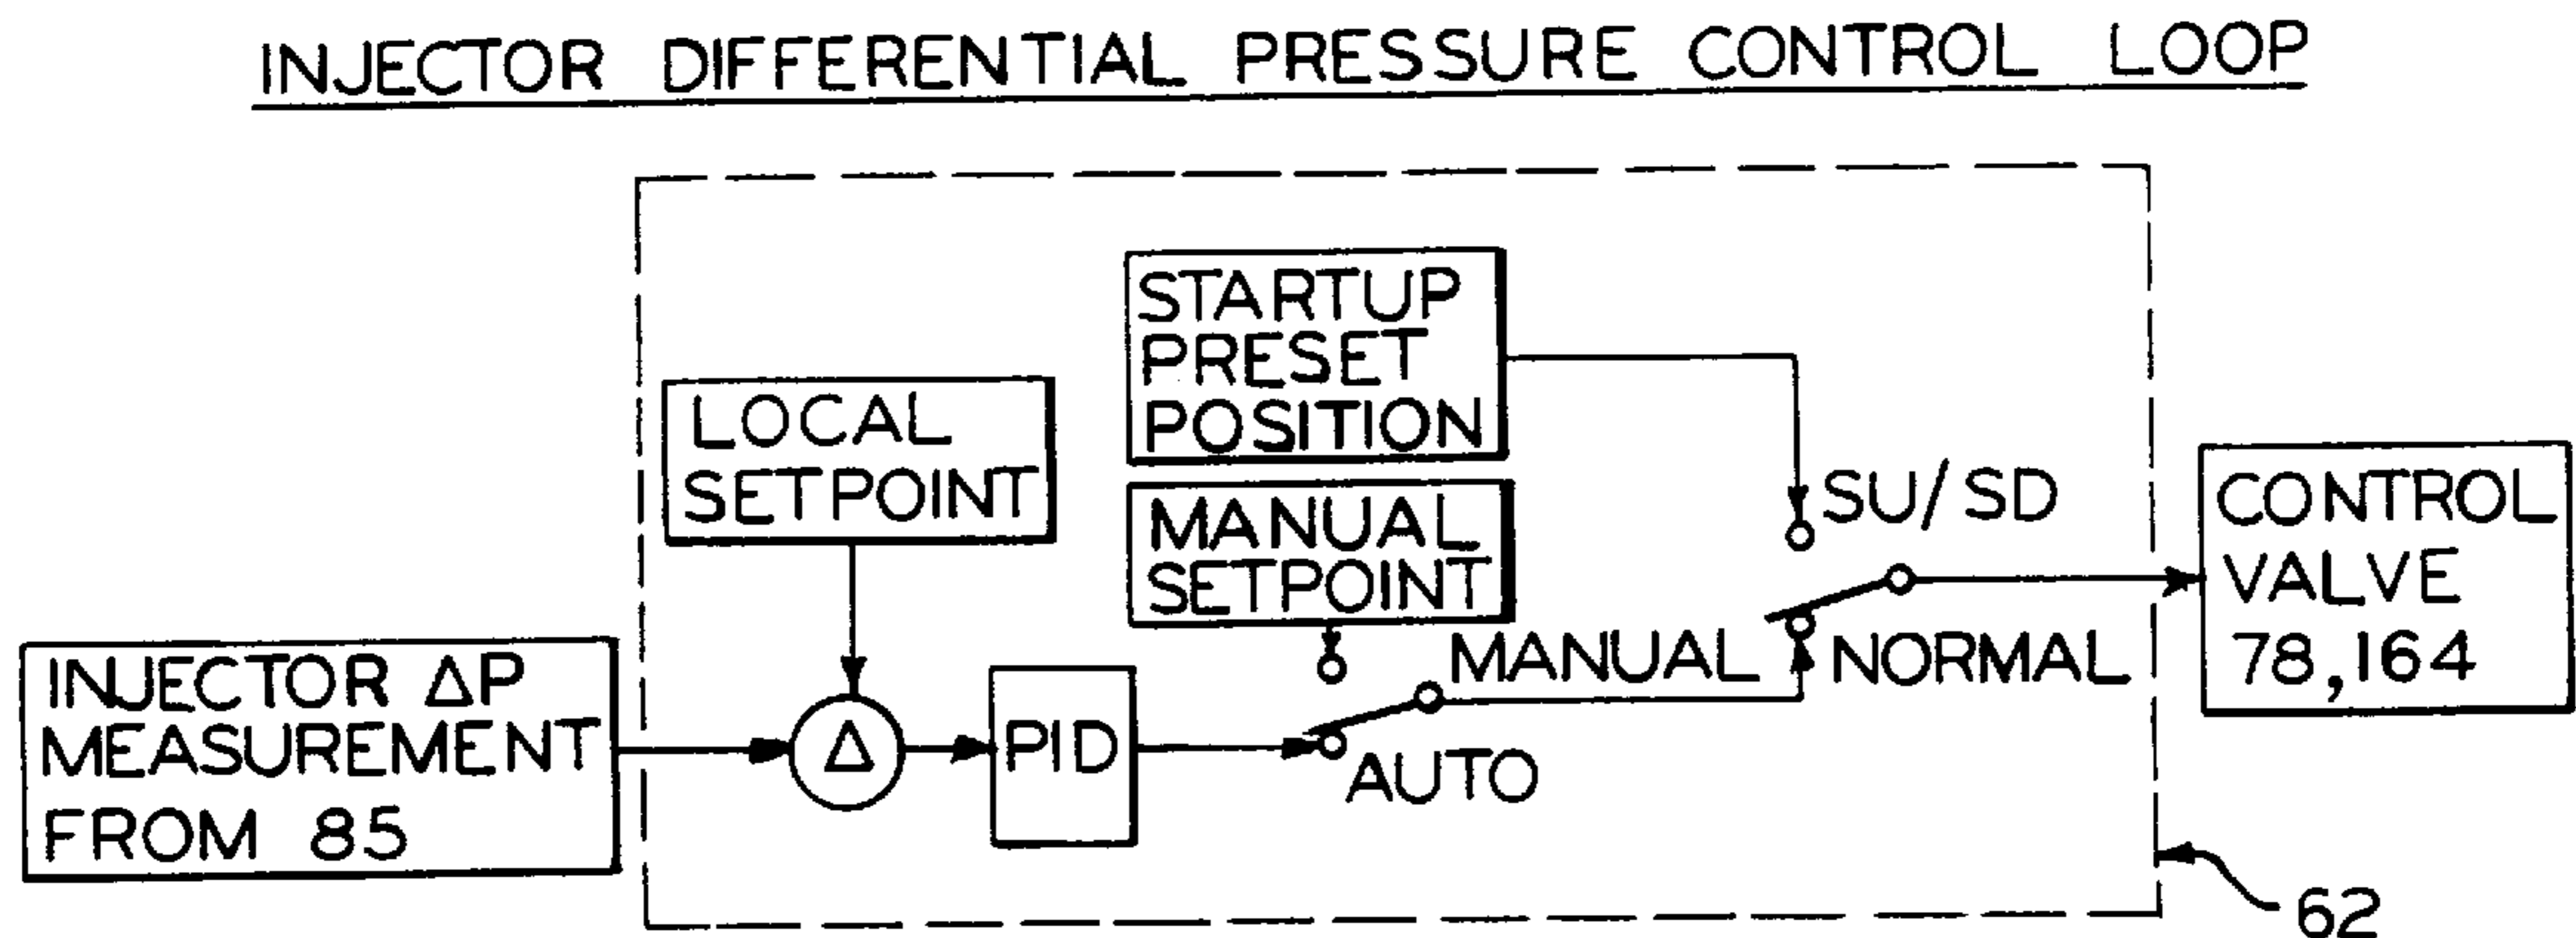 INJECTOR DIFFERENTIAL PRESSURE CONTROL LOOP
STARTUP
PRESET
POSITION
LOCAL
SETPOINT
MANUAL
SETPOINT
SU/SD
CONTROL
VALVE
78,164
INJECTOR ΔP
MEASUREMENT
FROM 85
Δ
PID
MANUAL
AUTO
NORMAL
62